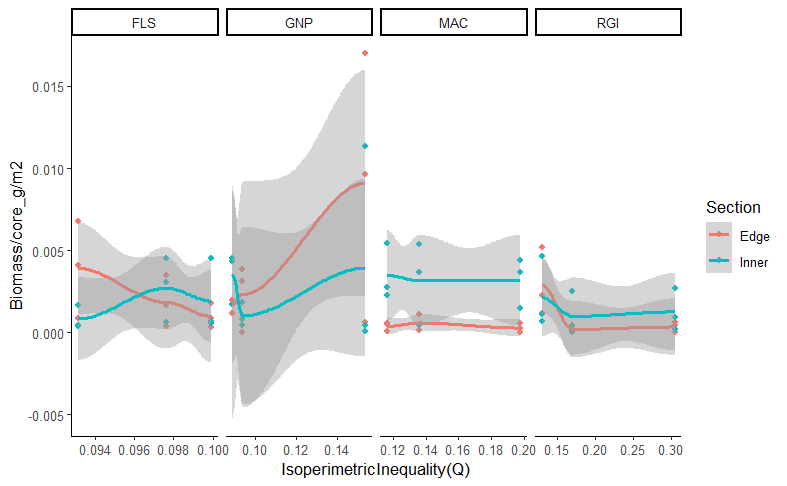 FLS GNP MAC RGI
0.015
0.010
0.005
0.000
-0.005
Biomass/core_g/m2
0.094 0.096 0.098 0.100 0.10 0.12 0.14 0.12 0.14 0.16 0.18 0.20 0.15 0.20 0.25 0.30
IsoperimetricInequality(Q)
Section
Edge
Inner